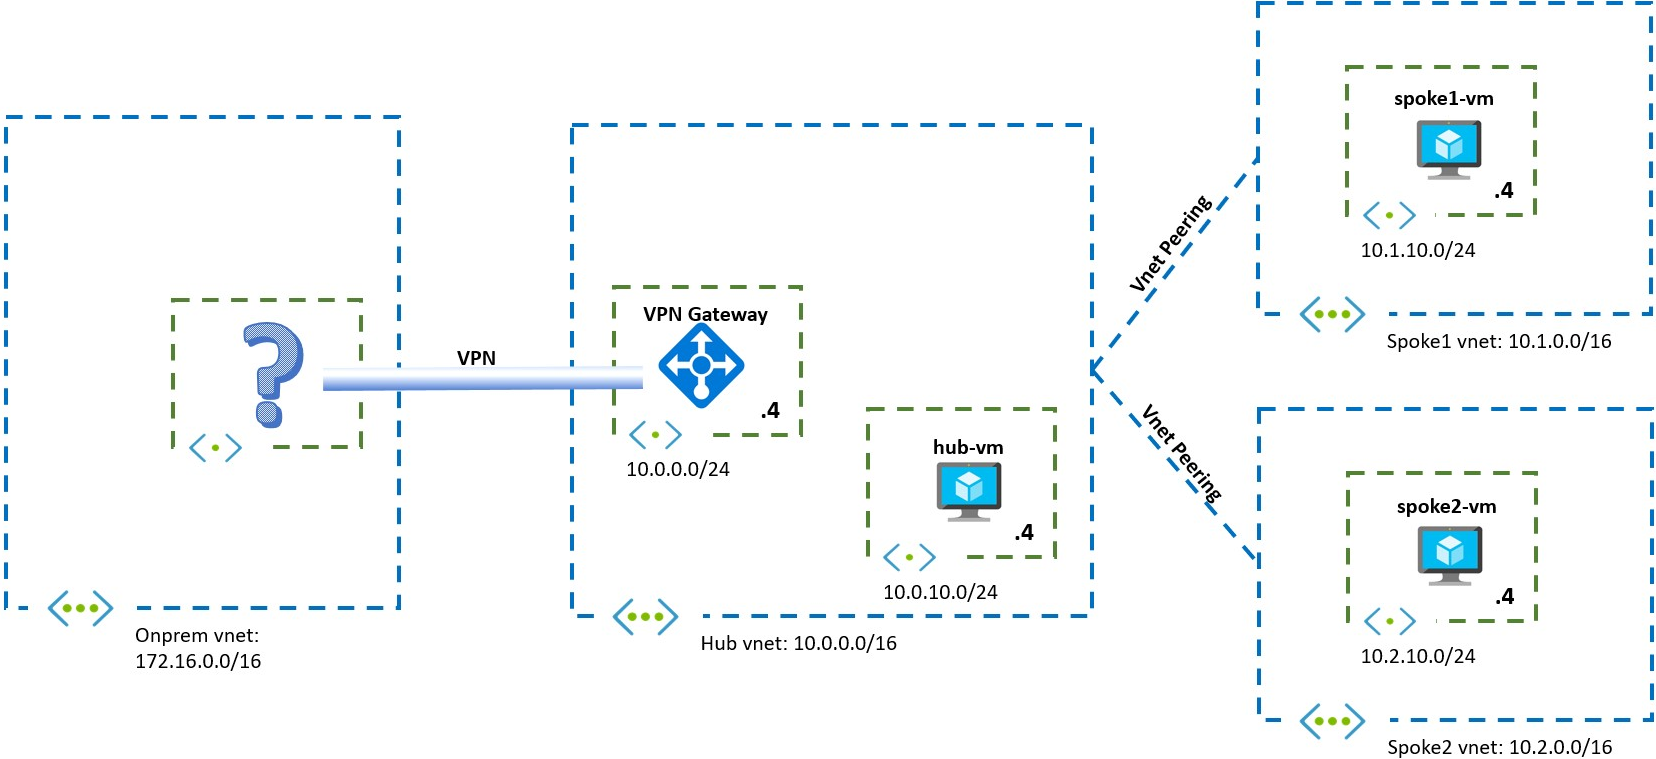 spoke1-vm
.4
10.1.10.0/24
Spoke1 vnet: 10.1.0.0/16
Vnet Peering
VPN Gateway
VPN
.4
10.0.0.0/24
hub-vm
.4
10.0.10.0/24
Hub vnet: 10.0.0.0/16
Onprem vnet:
172.16.0.0/16
Vnet Peering
spoke2-vm
.4
10.2.10.0/24
Spoke2 vnet: 10.2.0.0/16